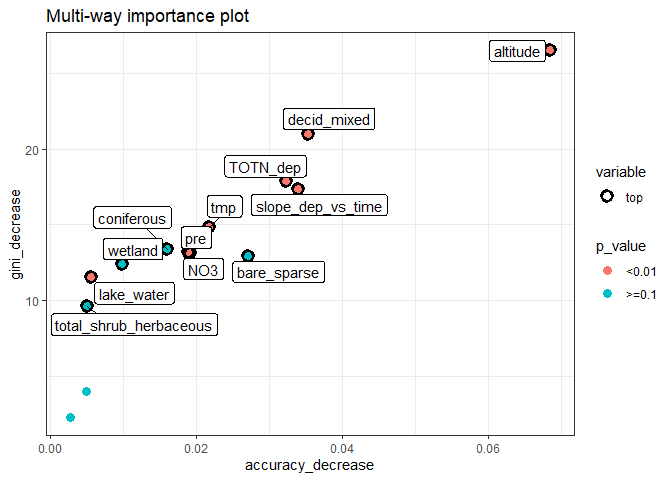 Multi-way importance plot
altitude
decid_mixed
TOTN_dep
slope_dep_vs_time
tmp
coniferous
pre
wetland
NO3
bare_sparse
lake_water
total_shrub_herbaceous
20
10
gini_decrease
0.00
0.02
0.04
0.06
accuracy_decrease
variable
top
p_value
<0.01
>=0.1